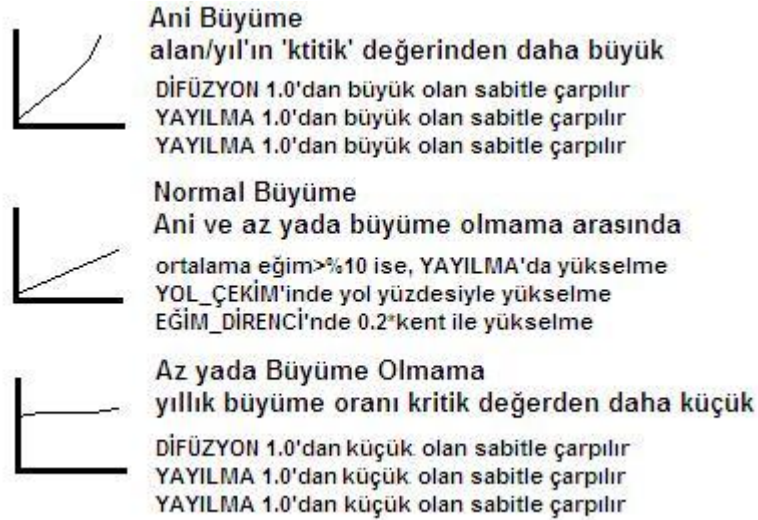 Ani Büyüme
alan/yıl'ın 'ktitik' değerinden daha büyük
DİFÜZYON 1.0'dan büyük olan sabitle çarpılır
YAYILMA 1.0'dan büyük olan sabitle çarpılır
YAYILMA 1.0'dan büyük olan sabitle çarpılır
Normal Büyüme
Ani ve az yada büyüme olmama arasında
ortalama eğim>%10 ise, YAYILMA'da yükselme
YOL_ÇEKİM'inde yol yüzdesiyle yükselme
EĞİM_DİRENCİ'nde 0.2*kent ile yükselme
Az yada Büyüme Olmama
yıllık büyüme oranı kritik değerden daha küçük
DİFÜZYON 1.0'dan küçük olan sabitle çarpılır
YAYILMA 1.0'dan küçük olan sabitle çarpılır
YAYILMA 1.0'dan küçük olan sabitle çarpılır